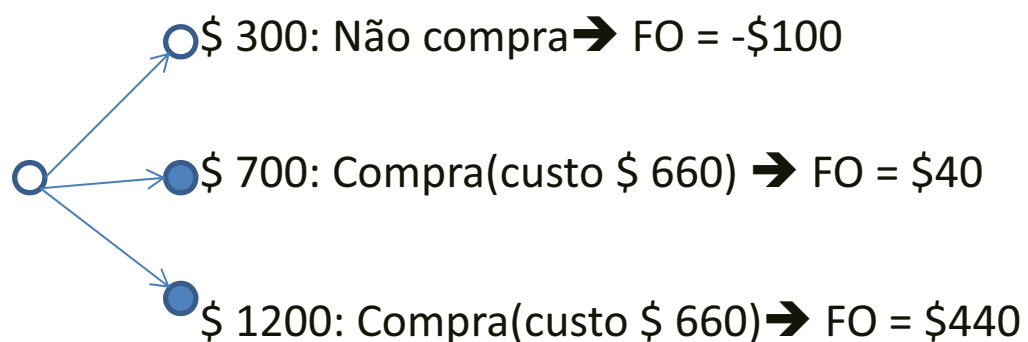 $ 300: Não compra➔ FO = -$100
$ 700: Compra(custo $ 660) ➔ FO = $40
$ 1200: Compra(custo $ 660)➔ FO = $440